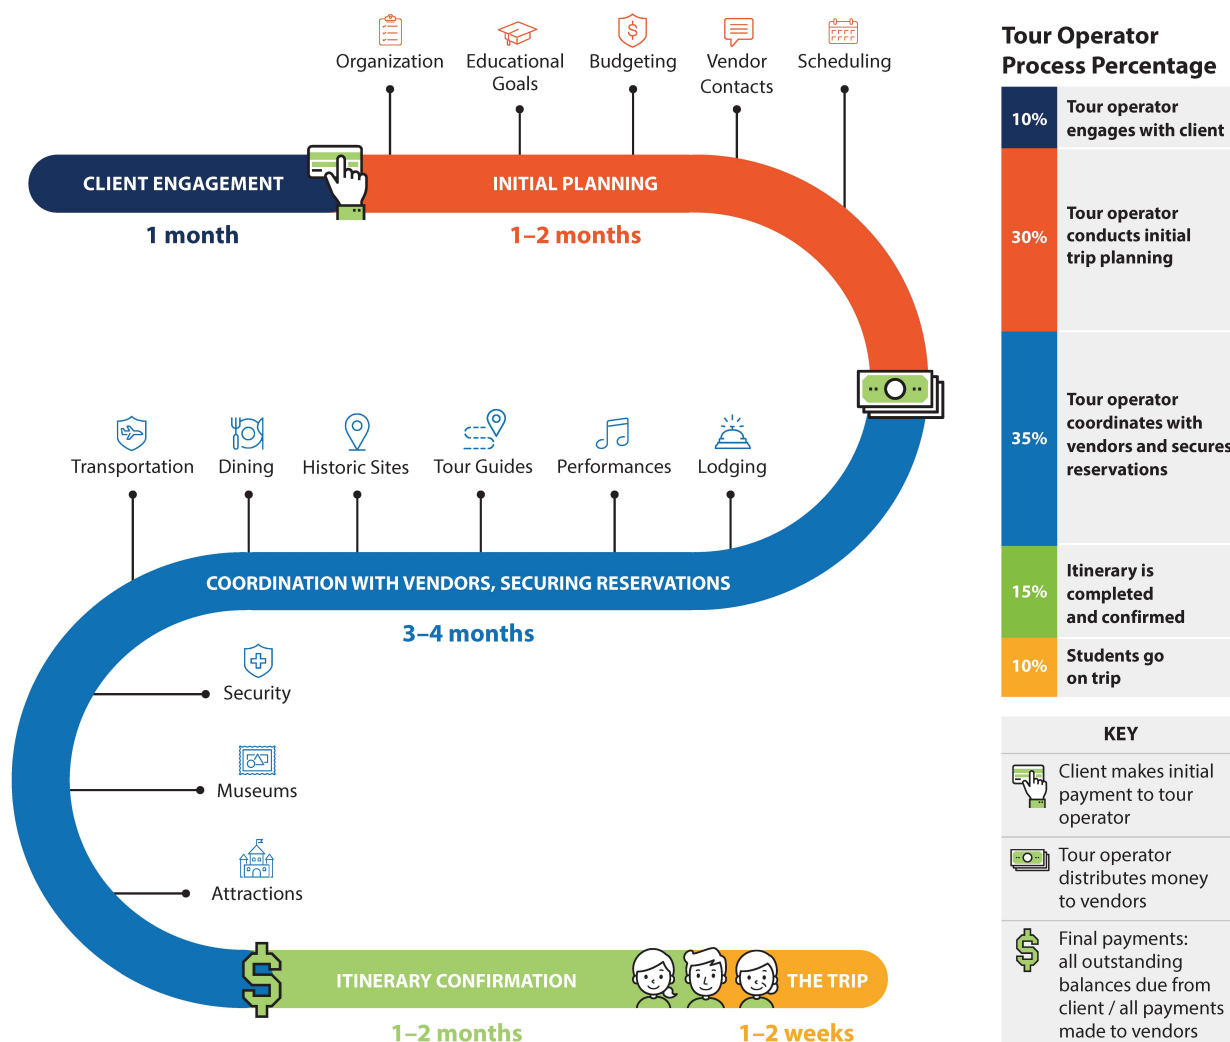 Organization
Educational
Goals
Budgeting
Vendor
Contacts
Scheduling
CLIENT ENGAGEMENT
INITIAL PLANNING
1 month
1–2 months
Transportation
Dining
Historic Sites
Tour Guides
Performances
Lodging
COORDINATION WITH VENDORS, SECURING RESERVATIONS
3–4 months
Security
Museums
Attractions
$
ITINERARY CONFIRMATION
THE TRIP
1–2 months
1–2 weeks
Tour Operator
Process Percentage
10%
Tour operator
engages with client
30%
Tour operator
conducts initial
trip planning
35%
Tour operator
coordinates with
vendors and secures
reservations
15%
Itinerary is
completed
and confirmed
10%
Students go
on trip
KEY
Client makes initial
payment to tour
operator
Tour operator
distributes money
to vendors
$
Final payments:
all outstanding
balances due from
client / all payments
made to vendors